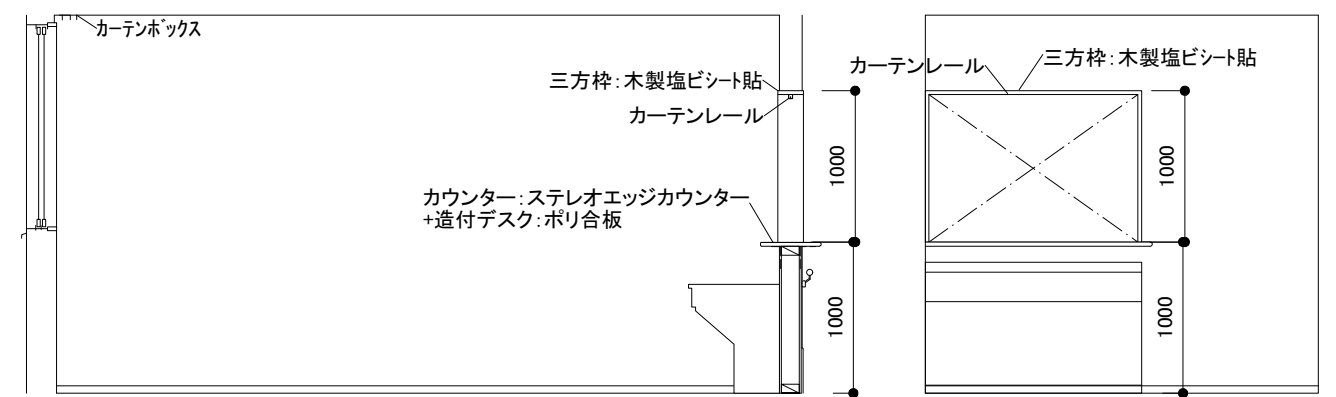 カーテンボックス
三方枠：木製塩ビシート貼
カーテンレール
カウンター：ステレオエッジカウンター
+造付デスク：ポリ合板
1000
1000
カーテンレール
三方枠：木製塩ビシート貼
1000
1000